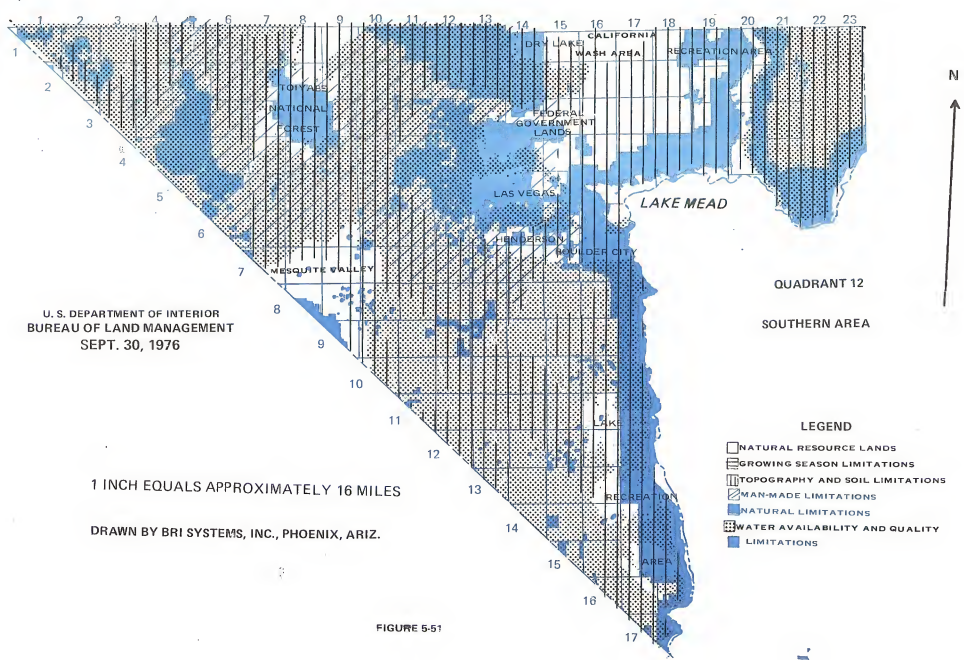 1 2 3 4 5 6 7 8 9 10 11 12 13 14 15 16 17 18 19 20 21 22 23
1
2
3
4
5
6
7
8
9
10
11
12
13
14
15
16
17
CALIFORNIA
DRY LAKE
WASH AREA
RECREATION AREA
TOIYABE
NATIONAL
FOREST
FEDERAL
GOVERNMENT
LANDS
LAS VEGAS
LAKE MEAD
HENDERSON
BOULDER CITY
MESQUITE VALLEY
LAKE
RECREATION
AREA
N
QUADRANT 12
SOUTHERN AREA
U. S. DEPARTMENT OF INTERIOR
BUREAU OF LAND MANAGEMENT
SEPT. 30, 1976
LEGEND
NATURAL RESOURCE LANDS
GROWING SEASON LIMITATIONS
TOPOGRAPHY AND SOIL LIMITATIONS
MAN-MADE LIMITATIONS
NATURAL LIMITATIONS
WATER AVAILABILITY AND QUALITY
LIMITATIONS
1 INCH EQUALS APPROXIMATELY 16 MILES
DRAWN BY BRI SYSTEMS, INC., PHOENIX, ARIZ.
FIGURE 5-51